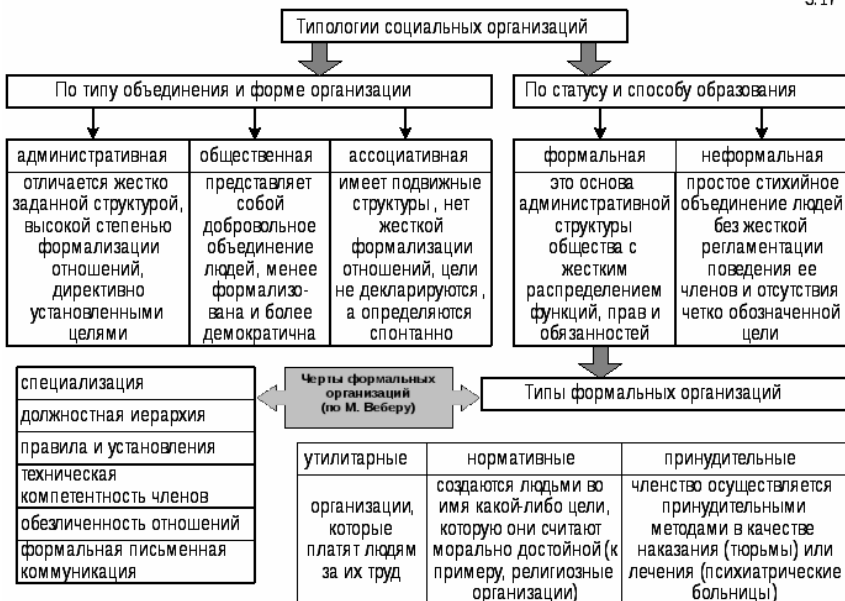 Типологии социальных организаций
По типу объединения и форме организации
По статусу и способу образования
административная
отличается жестко
заданной структурой,
высокой степенью
формализации
отношений,
директивно
установленными
целями
общественная
представляет
собой
добровольное
объединение
людей, менее
формализо-
вана и более
демократична
ассоциативная
имеет подвижные
структуры , нет
жесткой
формализации
отношений, цели
не декларируются ,
а определяются
спонтанно
формальная
это основа
административной
структуры
общества с
жестким
распределением
функций, прав и
обязанностей
неформальная
простое стихийное
объединение людей
без жесткой
регламентации
поведения ее
членов и отсутствия
четко обозначенной
цели
специализация
должностная иерархия
правила и установления
техническая
компетентность членов
обезличенность отношений
формальная письменная
коммуникация
Черты формальных
организаций
(по М. Веберу)
Типы формальных организаций
утилитарные
организации,
которые
платят людям
за их труд
нормативные
создаются людьми во
имя какой-либо цели,
которую они считают
морально достойной (к
примеру, религиозные
организации)
принудительные
членство осуществляется
принудительными
методами в качестве
наказания (тюрьмы) или
лечения (психиатрические
больницы)